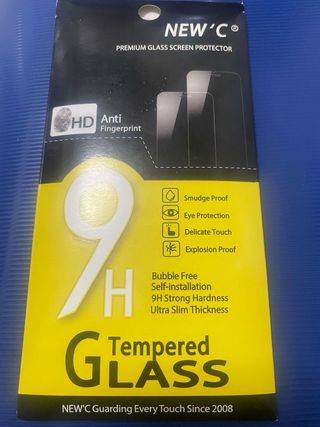 NEW'C ®
PREMIUM GLASS SCREEN PROTECTOR
HD Anti
Fingerprint
Smudge Proof
Eye Protection
Delicate Touch
Explosion Proof
9H
Bubble Free
Self-installation
9H Strong Hardness
Ultra Slim Thickness
Tempered
GLASS
NEW'C Guarding Every Touch Since 2008